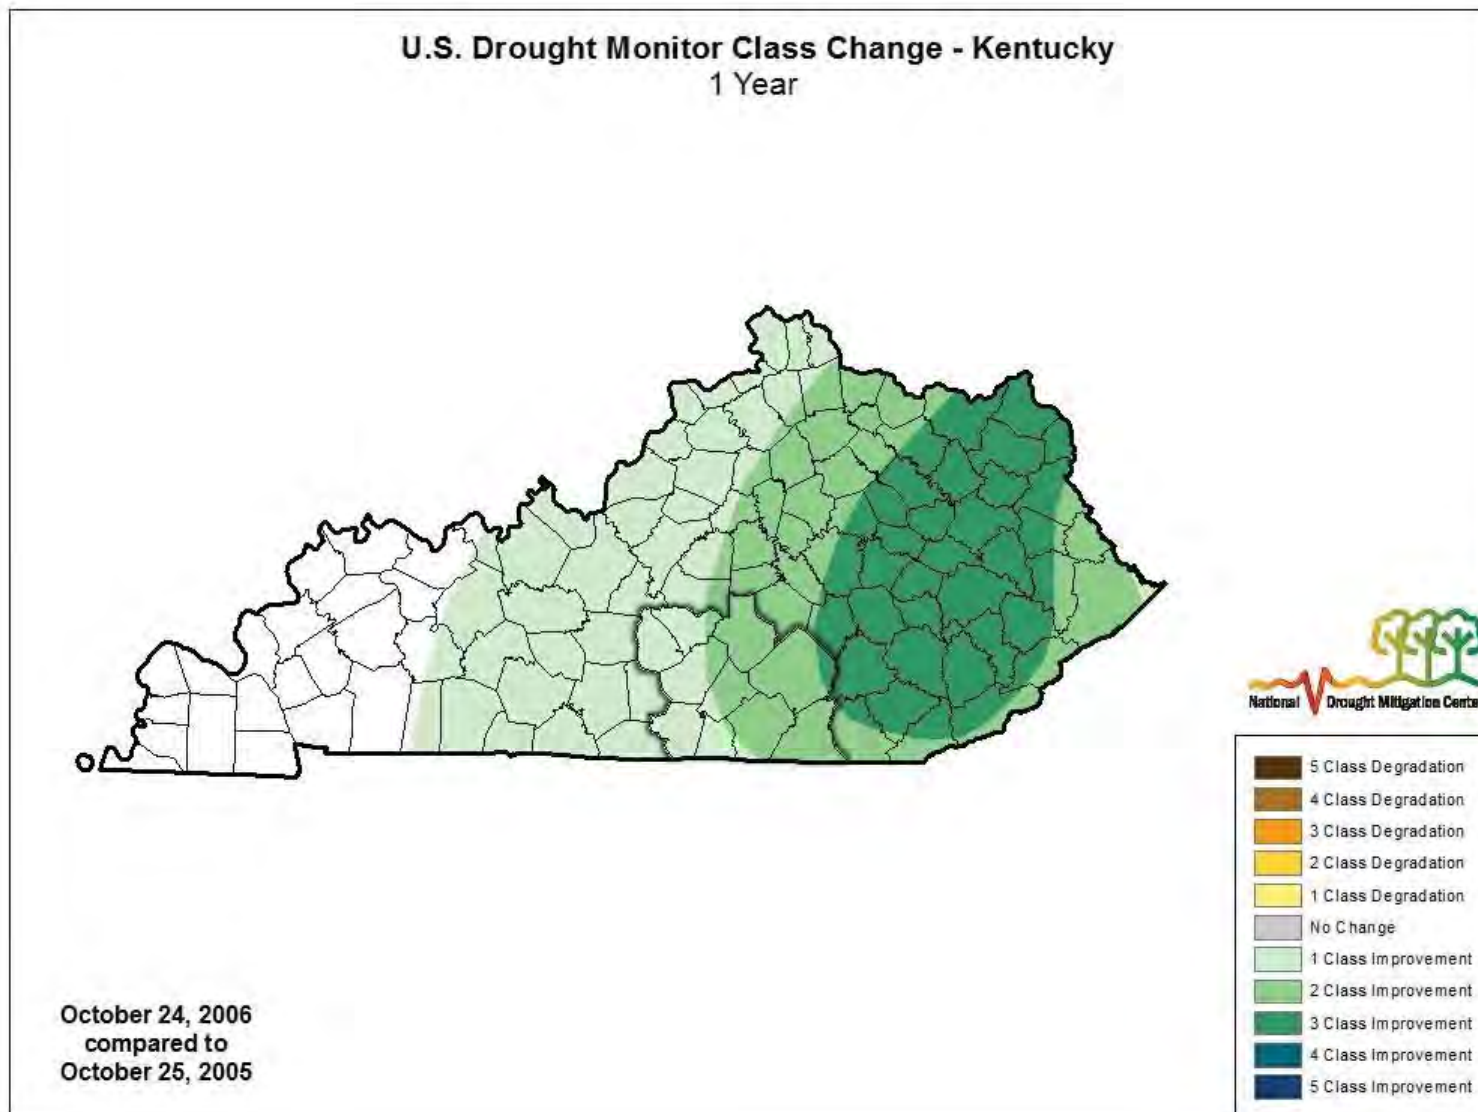 U.S. Drought Monitor Class Change - Kentucky
1 Year
National Drought Mitigation Cente
5 Class Degradation
4 Class Degradation
3 Class Degradation
2 Class Degradation
1 Class Degradation
No Change
1 Class Improvement
2 Class Improvement
3 Class Improvement
4 Class Improvement
5 Class Improvement
October 24, 2006
compared to
October 25, 2005